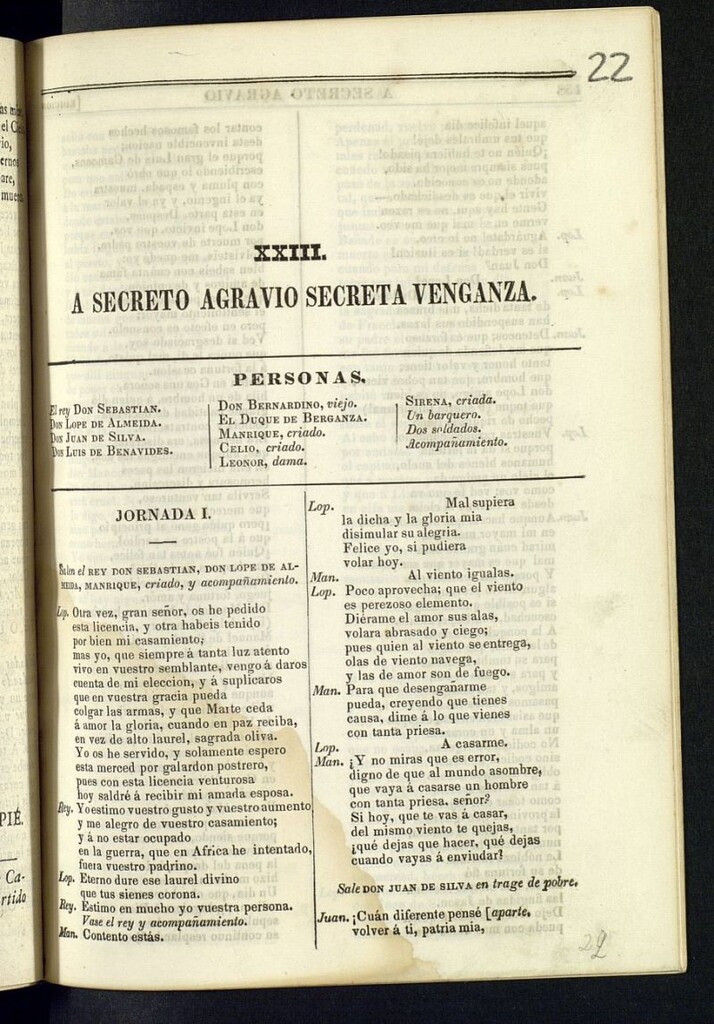 22
XXIII.
A SECRETO AGRAVIO SECRETA VENGANZA.
PERSONAS.
El rey DON SEBASTIAN.
DON LOPE DE ALMEIDA.
DON JUAN DE SILVA.
DON LUIS DE BENAVIDES.
DON BERNARDINO, viejo.
EL DUQUE DE BERGANZA.
MANRIQUE, criado.
CELIO, criado.
LEONOR, dama.
SIRENA, criada.
Un barquero.
Dos soldados.
Acompañamiento.
JORNADA I.
Salen el REY DON SEBASTIAN, DON LOPE DE AL-
MEIDA, MANRIQUE, criado, y acompañamiento.
Lop. Otra vez, gran señor, os he pedido
esta licencia, y otra habeis tenido
por bien mi casamiento;
mas yo, que siempre á tanta luz atento
vivo en vuestro semblante, vengo á daros
cuenta de mi eleccion, y á suplicaros
que en vuestra gracia pueda
colgar las armas, y que Marte ceda
á amor la gloria, cuando en paz reciba,
en vez de alto laurel, sagrada oliva.
Yo os he servido, y solamente espero
esta merced por galardon postrero,
pues con esta licencia venturosa
hoy saldré á recibir mi amada esposa.
Rey. Yo estimo vuestro gusto y vuestro aumento
y me alegro de vuestro casamiento;
y á no estar ocupado
en la guerra, que en Africa he intentado,
fuera vuestro padrino.
Lop. Eterno dure ese laurel divino
que tus sienes corona.
Rey. Estimo en mucho yo vuestra persona.
Vase el rey y acompañamiento.
Man. Contento estás.
Lop. Mal supiera
la dicha y la gloria mia
disimular su alegria.
Felice yo, si pudiera
volar hoy.
Man. Al viento igualas.
Lop. Poco aprovecha; que el viento
es perezoso elemento.
Diérame el amor sus alas,
volara abrasado y ciego;
pues quien al viento se entrega,
olas de viento navega,
y las de amor son de fuego.
Man. Para que desengañarme
pueda, creyendo que tienes
causa, dime á lo que vienes
con tanta priesa.
Lop. A casarme.
Man. ¿Y no miras que es error,
digno de que al mundo asombre,
que vaya á casarse un hombre
con tanta priesa, señor?
Si hoy, que te vas á casar,
del mismo viento te quejas,
¿qué dejas que hacer, qué dejas
cuando vayas á enviudar?
Sale DON JUAN DE SILVA en trage de pobre.
Juan. ¡Cuán diferente pensé [aparte.
volver á ti, patria mia,
22